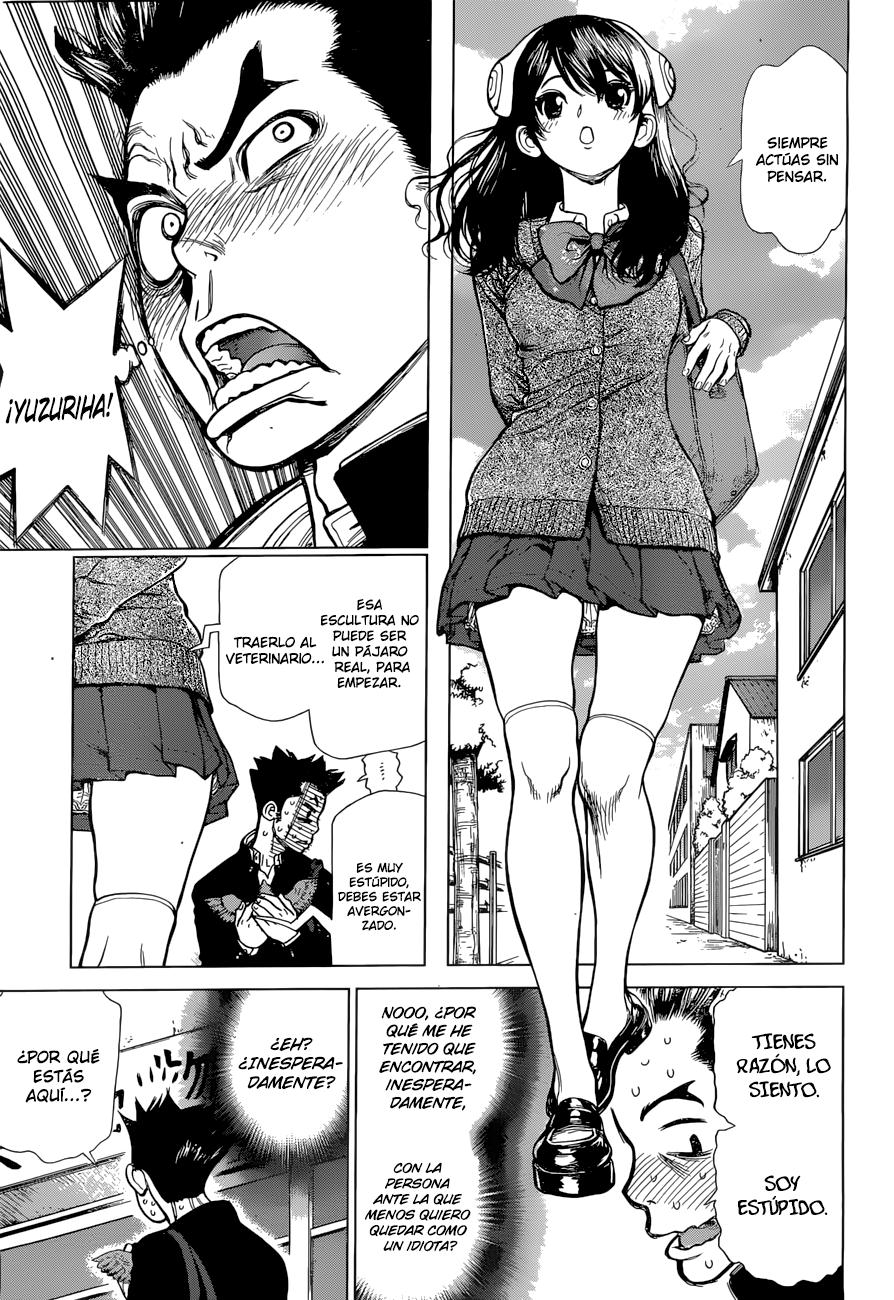 SIEMPRE
ACTÚAS SIN
PENSAR.
¡YUZURIHA!
ESA
ESCULTURA NO
PUEDE SER
UN PÁJARO
REAL, PARA
EMPEZAR.
TRAERLO AL
VETERINARIO...
...
ES MUY
ESTÚPIDO,
DEBES ESTAR
AVERGON-
ZADO.
TIENES
RAZÓN, LO
SIENTO.
SOY
ESTÚPIDO.
NOOO, ¿POR
QUÉ ME HE
TENIDO QUE
ENCONTRAR,
INESPERA-
DAMENTE,
CON LA
PERSONA
ANTE LA QUE
MENOS QUIERO
QUEDAR COMO
UN IDIOTA?
¿EH?
¿INESPERA-
DAMENTE?
¿POR QUÉ
ESTÁS
AQUÍ...?